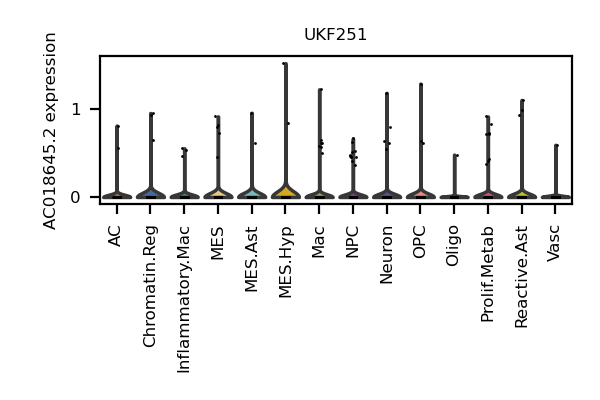 UKF251
AC018645.2 expression
1
0
AC
Chromatin.Reg
Inflammatory.Mac
MES
MES.Ast
MES.Hyp
Mac
NPC
Neuron
OPC
Oligo
Prolif.Metab
Reactive.Ast
Vasc